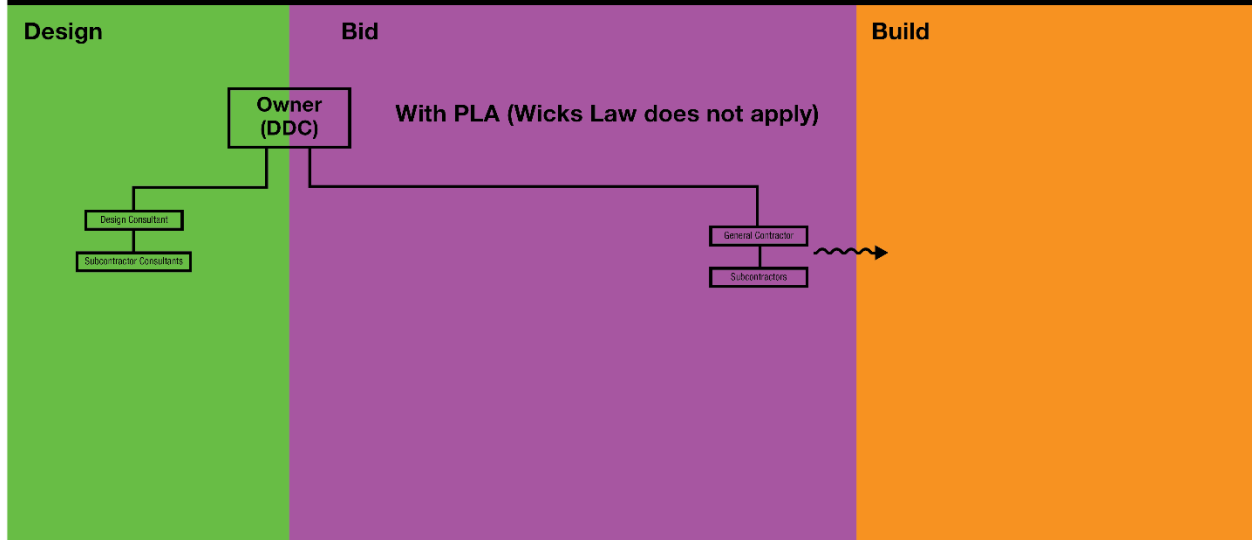 Design
Bid
Build
Owner
(DDC)
With PLA (Wicks Law does not apply)
Design Consultant
Subcontractor Consultants
General Contractor
Subcontractors